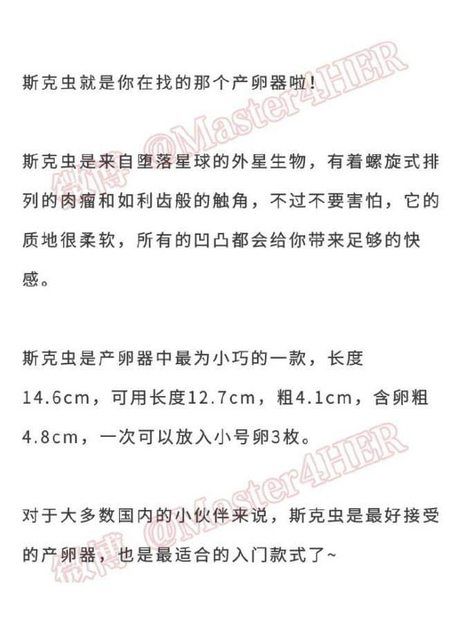 斯克虫就是你在找的那个产卵器啦！
斯克虫是来自堕落星球的外星生物，有着螺旋式排
列的肉瘤和如利齿般的触角，不过不要害怕，它的
质地很柔软，所有的凹凸都会给你带来足够的快
感。
斯克虫是产卵器中最为小巧的一款，长度
14.6cm，可用长度12.7cm，粗4.1cm，含卵粗
4.8cm，一次可以放入小号卵3枚。
对于大多数国内的小伙伴来说，斯克虫是最好接受
的产卵器，也是最适合的入门款式了~
微博 @Master4HER
微博 @Master4HER